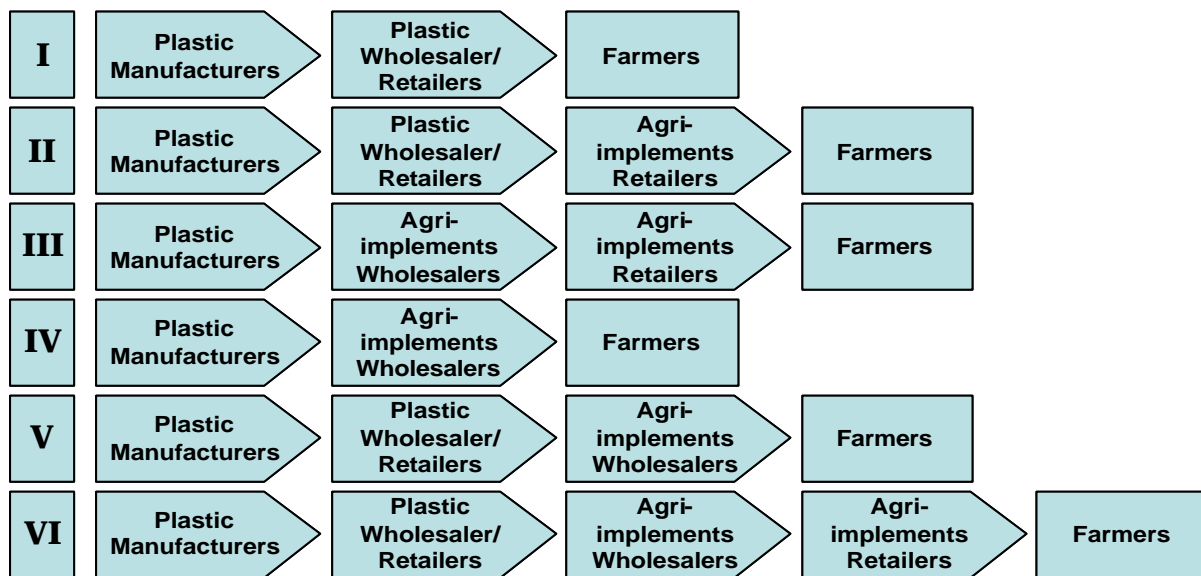 I
Plastic
Manufacturers
Plastic
Wholesaler/
Retailers
Farmers
II
Plastic
Manufacturers
Plastic
Wholesaler/
Retailers
Agri-
implements
Retailers
Farmers
III
Plastic
Manufacturers
Agri-
implements
Wholesalers
Agri-
implements
Retailers
Farmers
IV
Plastic
Manufacturers
Agri-
implements
Wholesalers
Farmers
V
Plastic
Manufacturers
Plastic
Wholesaler/
Retailers
Agri-
implements
Wholesalers
Farmers
VI
Plastic
Manufacturers
Plastic
Wholesaler/
Retailers
Agri-
implements
Wholesalers
Agri-
implements
Retailers
Farmers